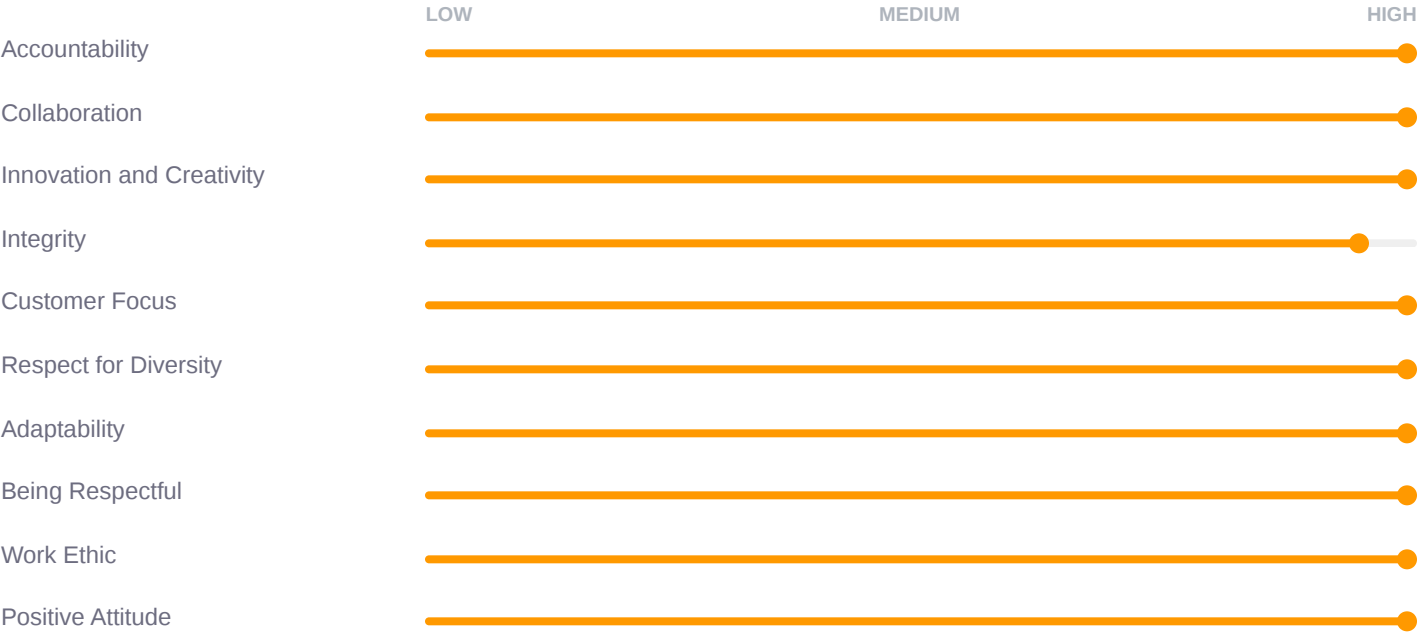 LOW MEDIUM HIGH
Accountability
Collaboration
Innovation and Creativity
Integrity
Customer Focus
Respect for Diversity
Adaptability
Being Respectful
Work Ethic
Positive Attitude